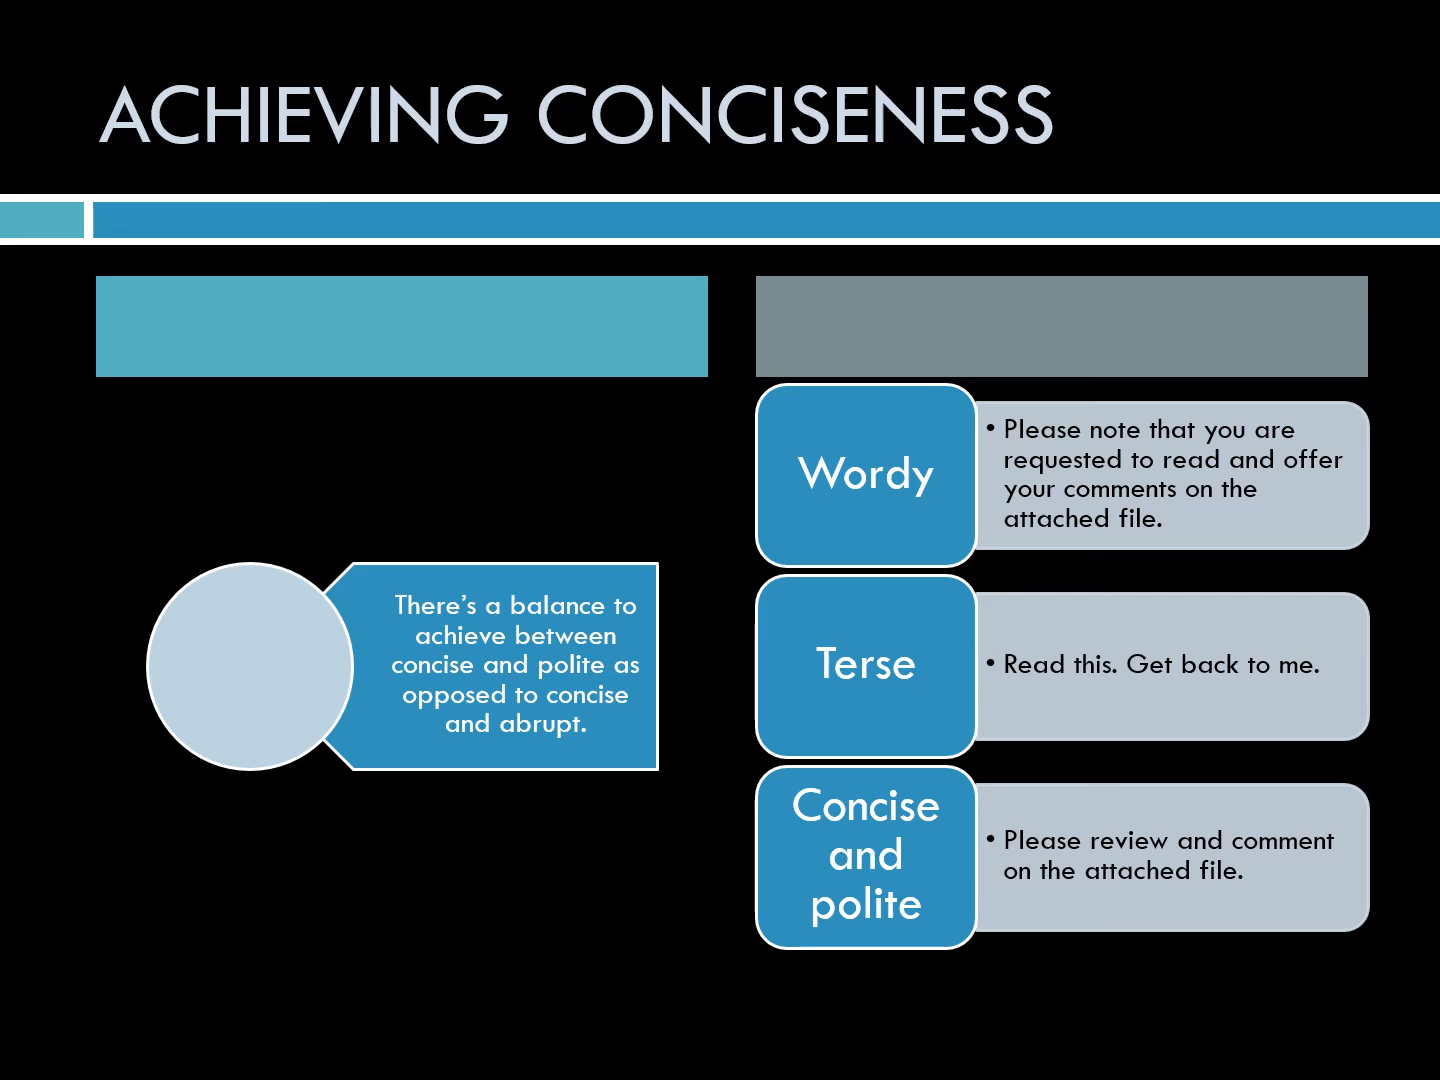 ACHIEVING CONCISENESS
There’s a balance to
achieve between
concise and polite as
opposed to concise
and abrupt.
Wordy
• Please note that you are
requested to read and offer
your comments on the
attached file.
Terse
• Read this. Get back to me.
Concise
and
polite
• Please review and comment
on the attached file.